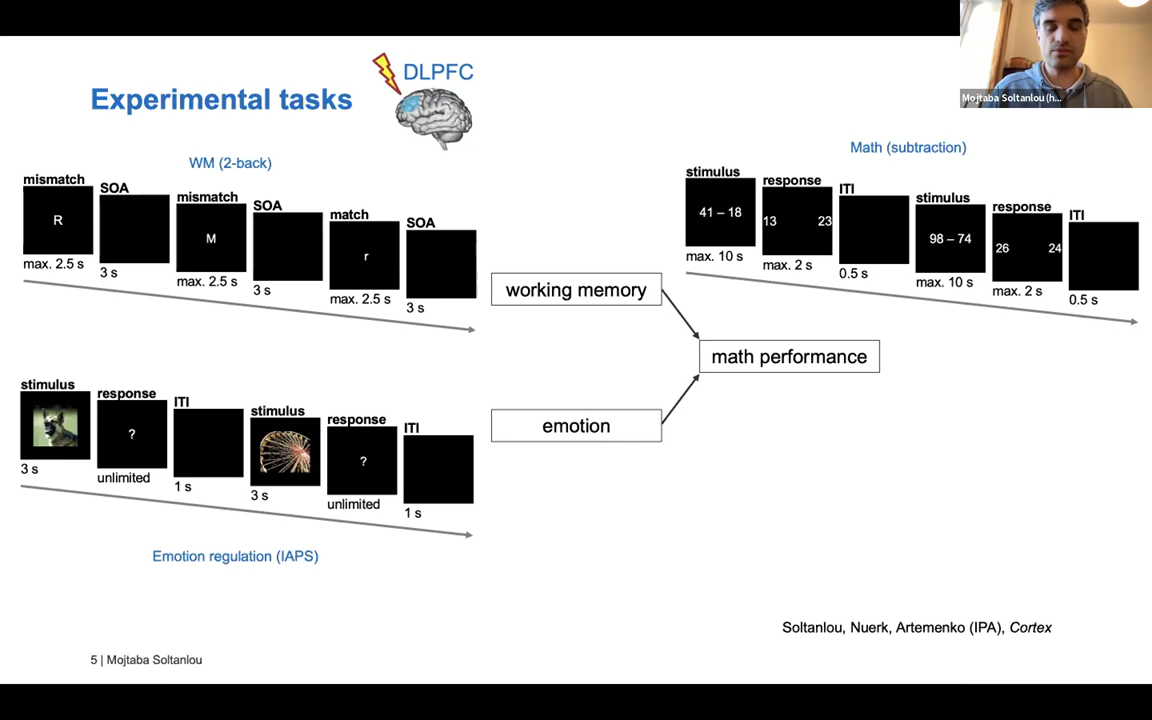 DLPFC
Experimental tasks
Mojtaba Soltanlou (h...
WM (2-back)
mismatch
SOA
mismatch
SOA
match
SOA
R
M
r
max. 2.5 s
3 s
max. 2.5 s
3 s
max. 2.5 s
3 s
Math (subtraction)
stimulus
response
ITI
stimulus
response
ITI
41 – 18
13 23
98 – 74
26 24
max. 10 s
max. 2 s
0.5 s
max. 10 s
max. 2 s
0.5 s
working memory
math performance
emotion
stimulus
response
ITI
stimulus
response
ITI
?
?
3 s
unlimited
1 s
3 s
unlimited
1 s
Emotion regulation (IAPS)
Soltanlou, Nuerk, Artemenko (IPA), Cortex
5 | Mojtaba Soltanlou